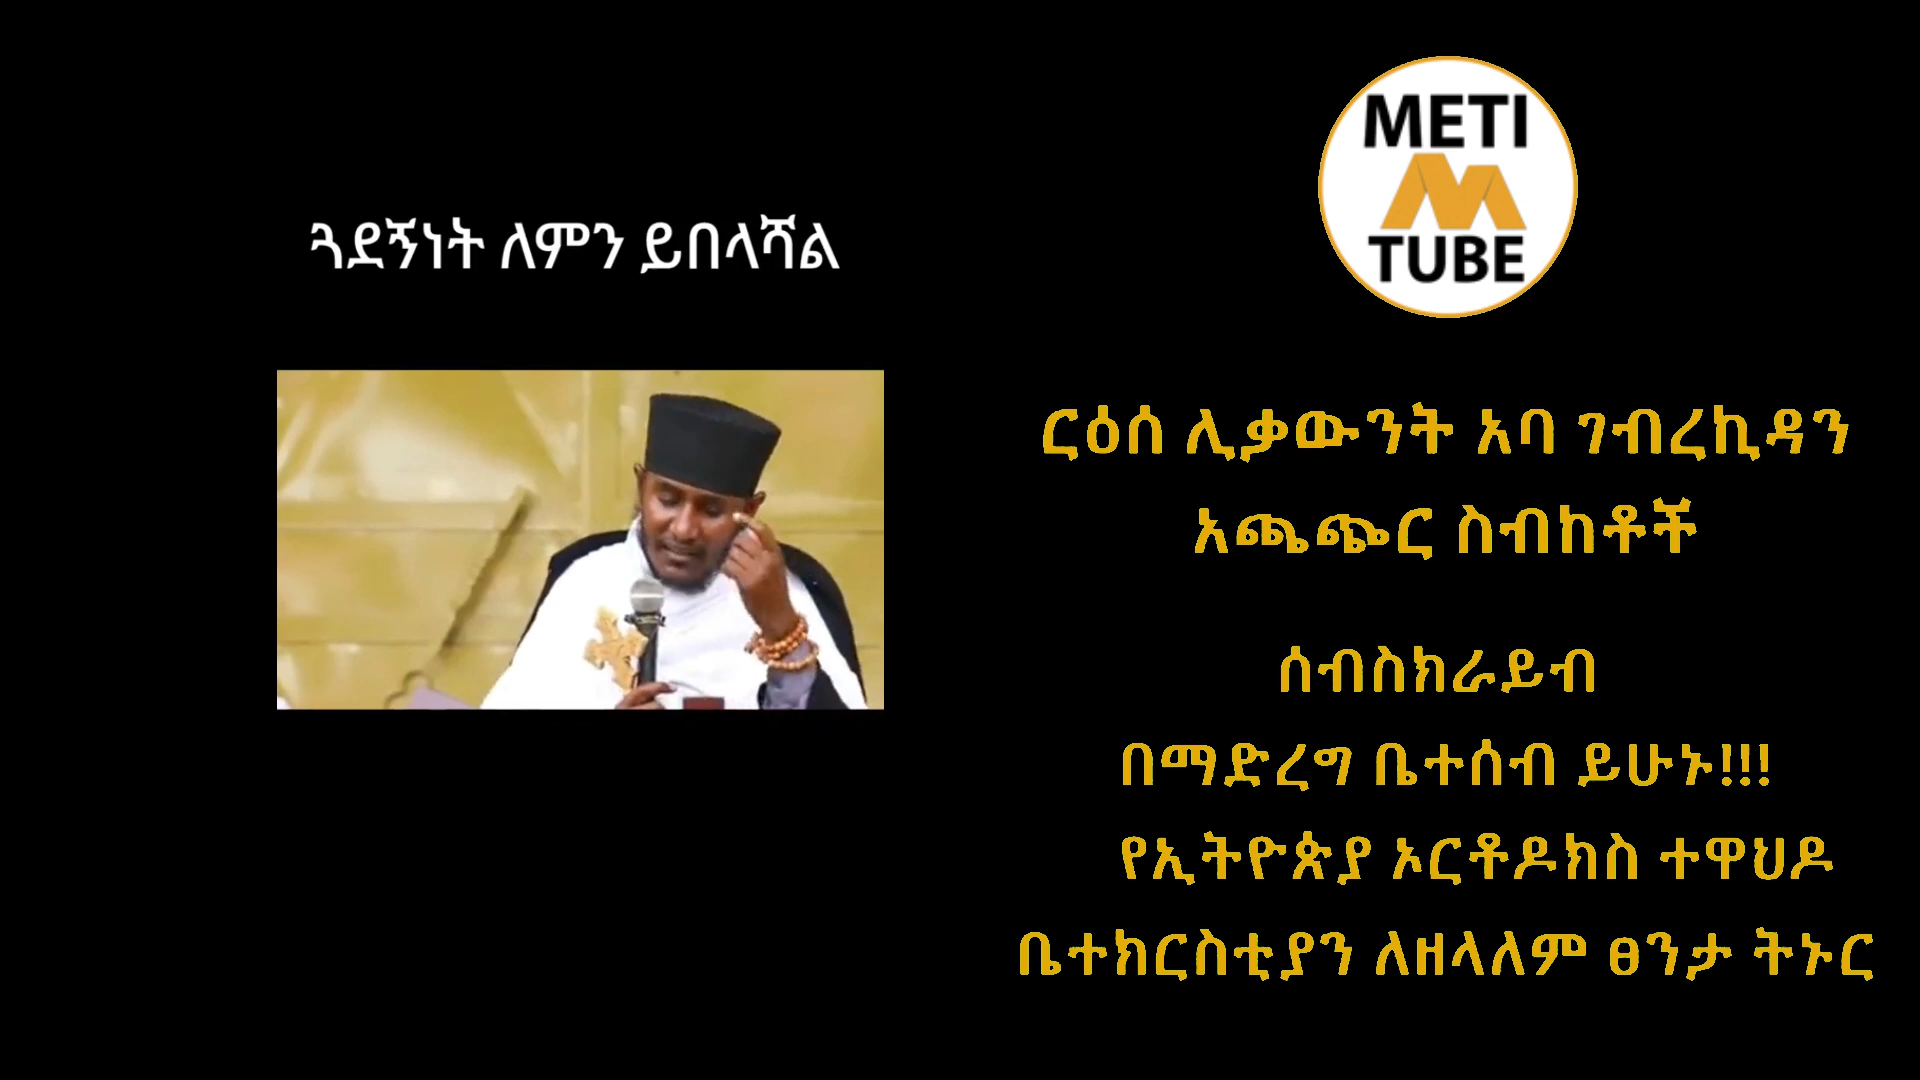 ጓደኝነት ለምን ይበላሻል
METI
TUBE
ርዕሰ ሊቃውንት አባ ገብረኪዳን
አጫጭር ስብከቶች
ሰብስክራይብ
በማድረግ ቤተሰብ ይሁኑ!!!
የኢትዮጵያ ኦርቶዶክስ ተዋህዶ
ቤተክርስቲያን ለዘላለም ፀንታ ትኑር